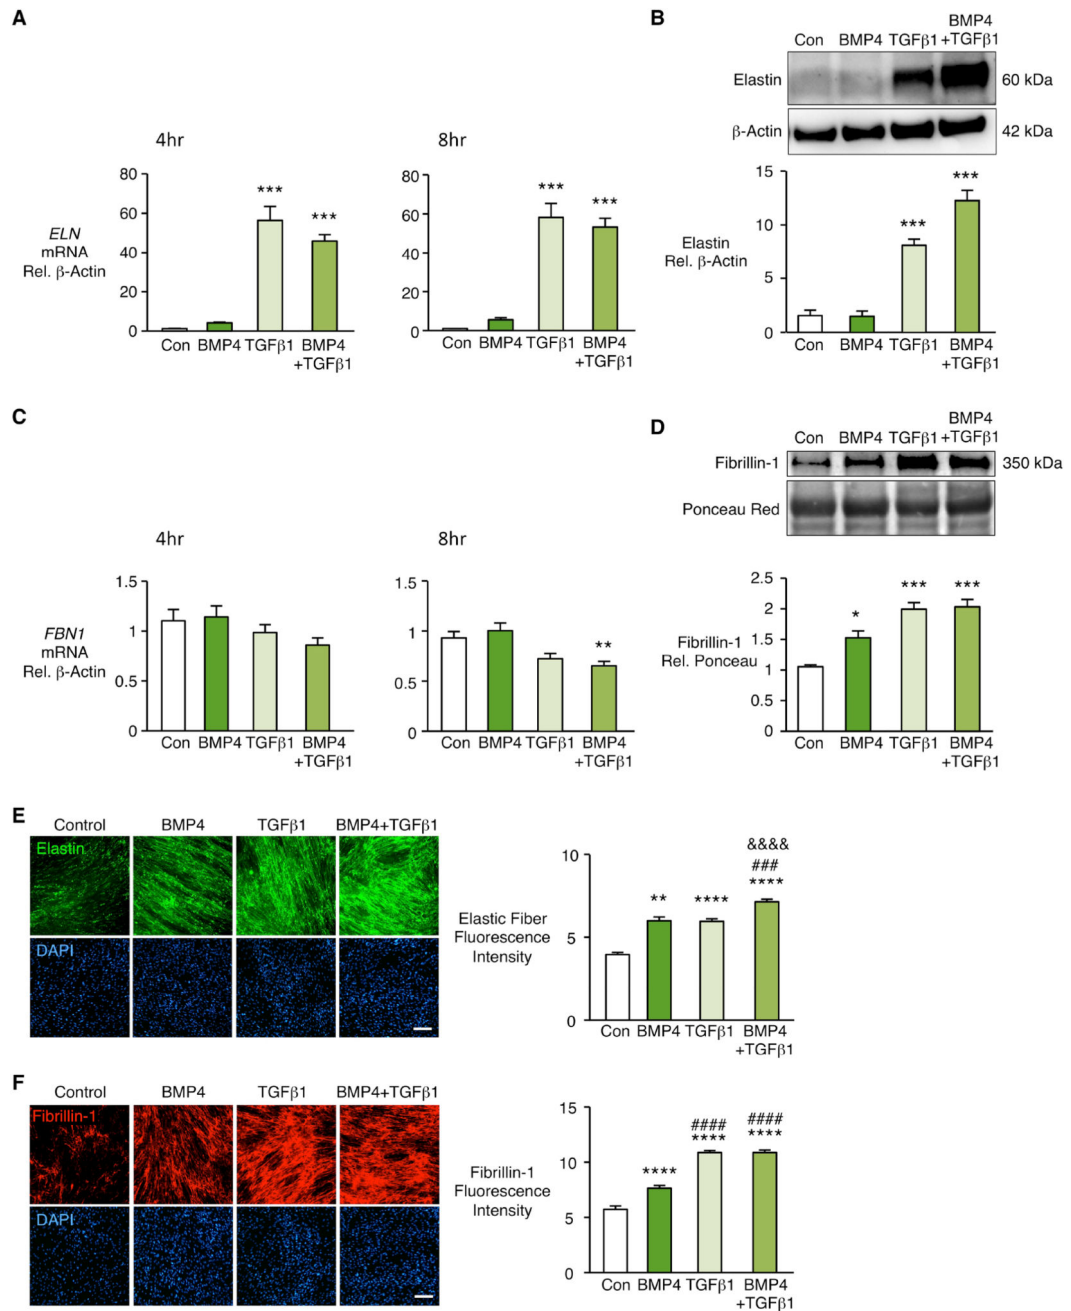 A
4hr
ELN
mRNA
Rel. β-Actin
80
60
40
20
0
***
***
Con BMP4 TGFβ1 BMP4
+TGFβ1
8hr
80
60
40
20
0
***
***
Con BMP4 TGFβ1 BMP4
+TGFβ1
B
BMP4
Con BMP4 TGFβ1 +TGFβ1
Elastin 60 kDa
β-Actin 42 kDa
Elastin
Rel. β-Actin
15
10
5
0
***
***
Con BMP4 TGFβ1 BMP4
+TGFβ1
C
4hr
FBN1
mRNA
Rel. β-Actin
1.5
1
0.5
0
Con BMP4 TGFβ1 BMP4
+TGFβ1
8hr
1.5
1
0.5
0
**
Con BMP4 TGFβ1 BMP4
+TGFβ1
D
BMP4
Con BMP4 TGFβ1 +TGFβ1
Fibrillin-1 350 kDa
Ponceau Red
Fibrillin-1
Rel. Ponceau
2.5
2
1.5
1
0.5
0
*
***
***
Con BMP4 TGFβ1 BMP4
+TGFβ1
E
Control BMP4 TGFβ1 BMP4+TGFβ1
Elastin
DAPI
Elastic Fiber
Fluorescence
Intensity
10
5
0
**
****
&&&&
###
****
Con BMP4 TGFβ1 BMP4
+TGFβ1
F
Control BMP4 TGFβ1 BMP4+TGFβ1
Fibrillin-1
DAPI
Fibrillin-1
Fluorescence
Intensity
15
10
5
0
****
####
****
####
****
Con BMP4 TGFβ1 BMP4
+TGFβ1